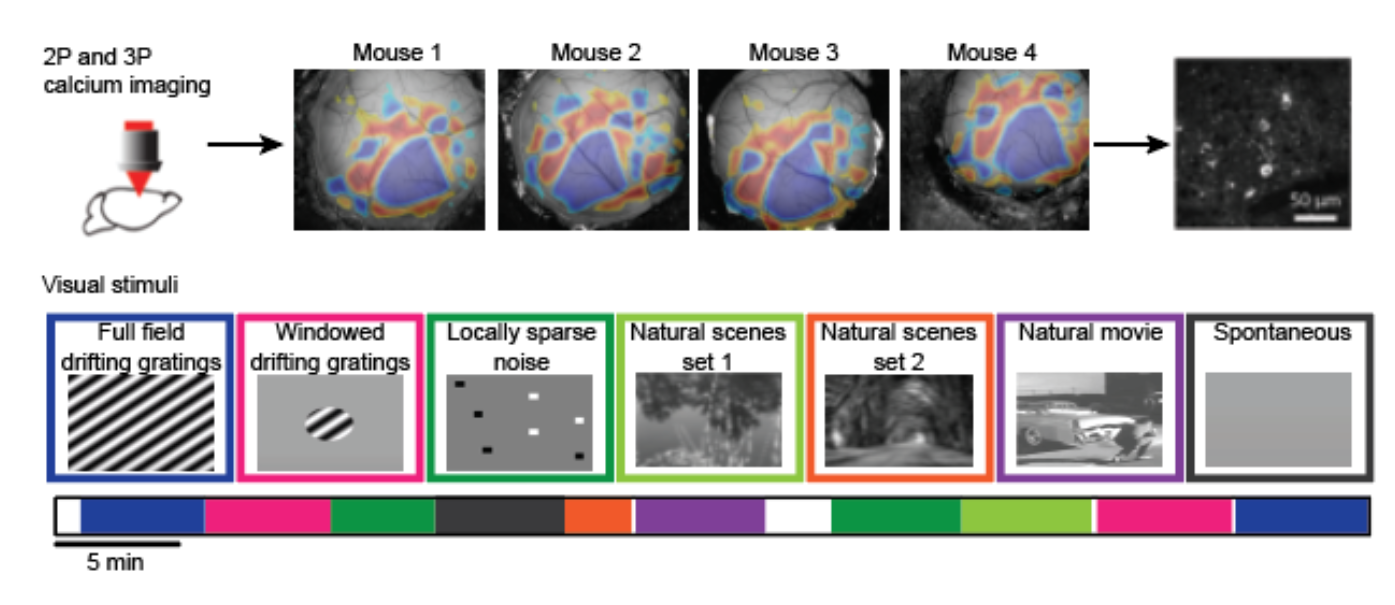 2P and 3P
calcium imaging
Mouse 1
Mouse 2
Mouse 3
Mouse 4
50 µm
Visual stimuli
Full field
drifting gratings
Windowed
drifting gratings
Locally sparse
noise
Natural scenes
set 1
Natural scenes
set 2
Natural movie
Spontaneous
5 min